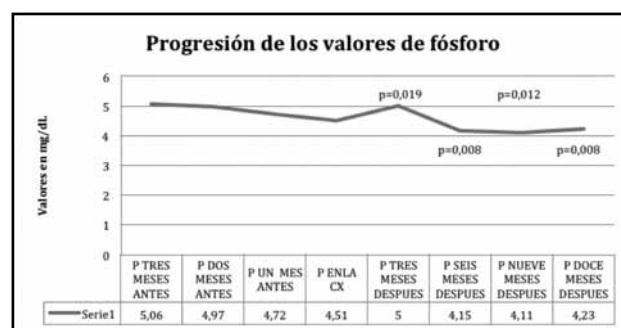 Progresión de los valores de fósforo
Valores en mg/dL
6
5
4
3
2
1
0
p=0,019
p=0,012
p=0,008
p=0,008
P TRES MESES ANTES
P DOS MESES ANTES
P UN MES ANTES
P ENLA CX
P TRES MESES DESPUES
P SEIS MESES DESPUES
P NUEVE MESES DESPUES
P DOCE MESES DESPUES
Serie1 5,06 4,97 4,72 4,51 5 4,15 4,11 4,23